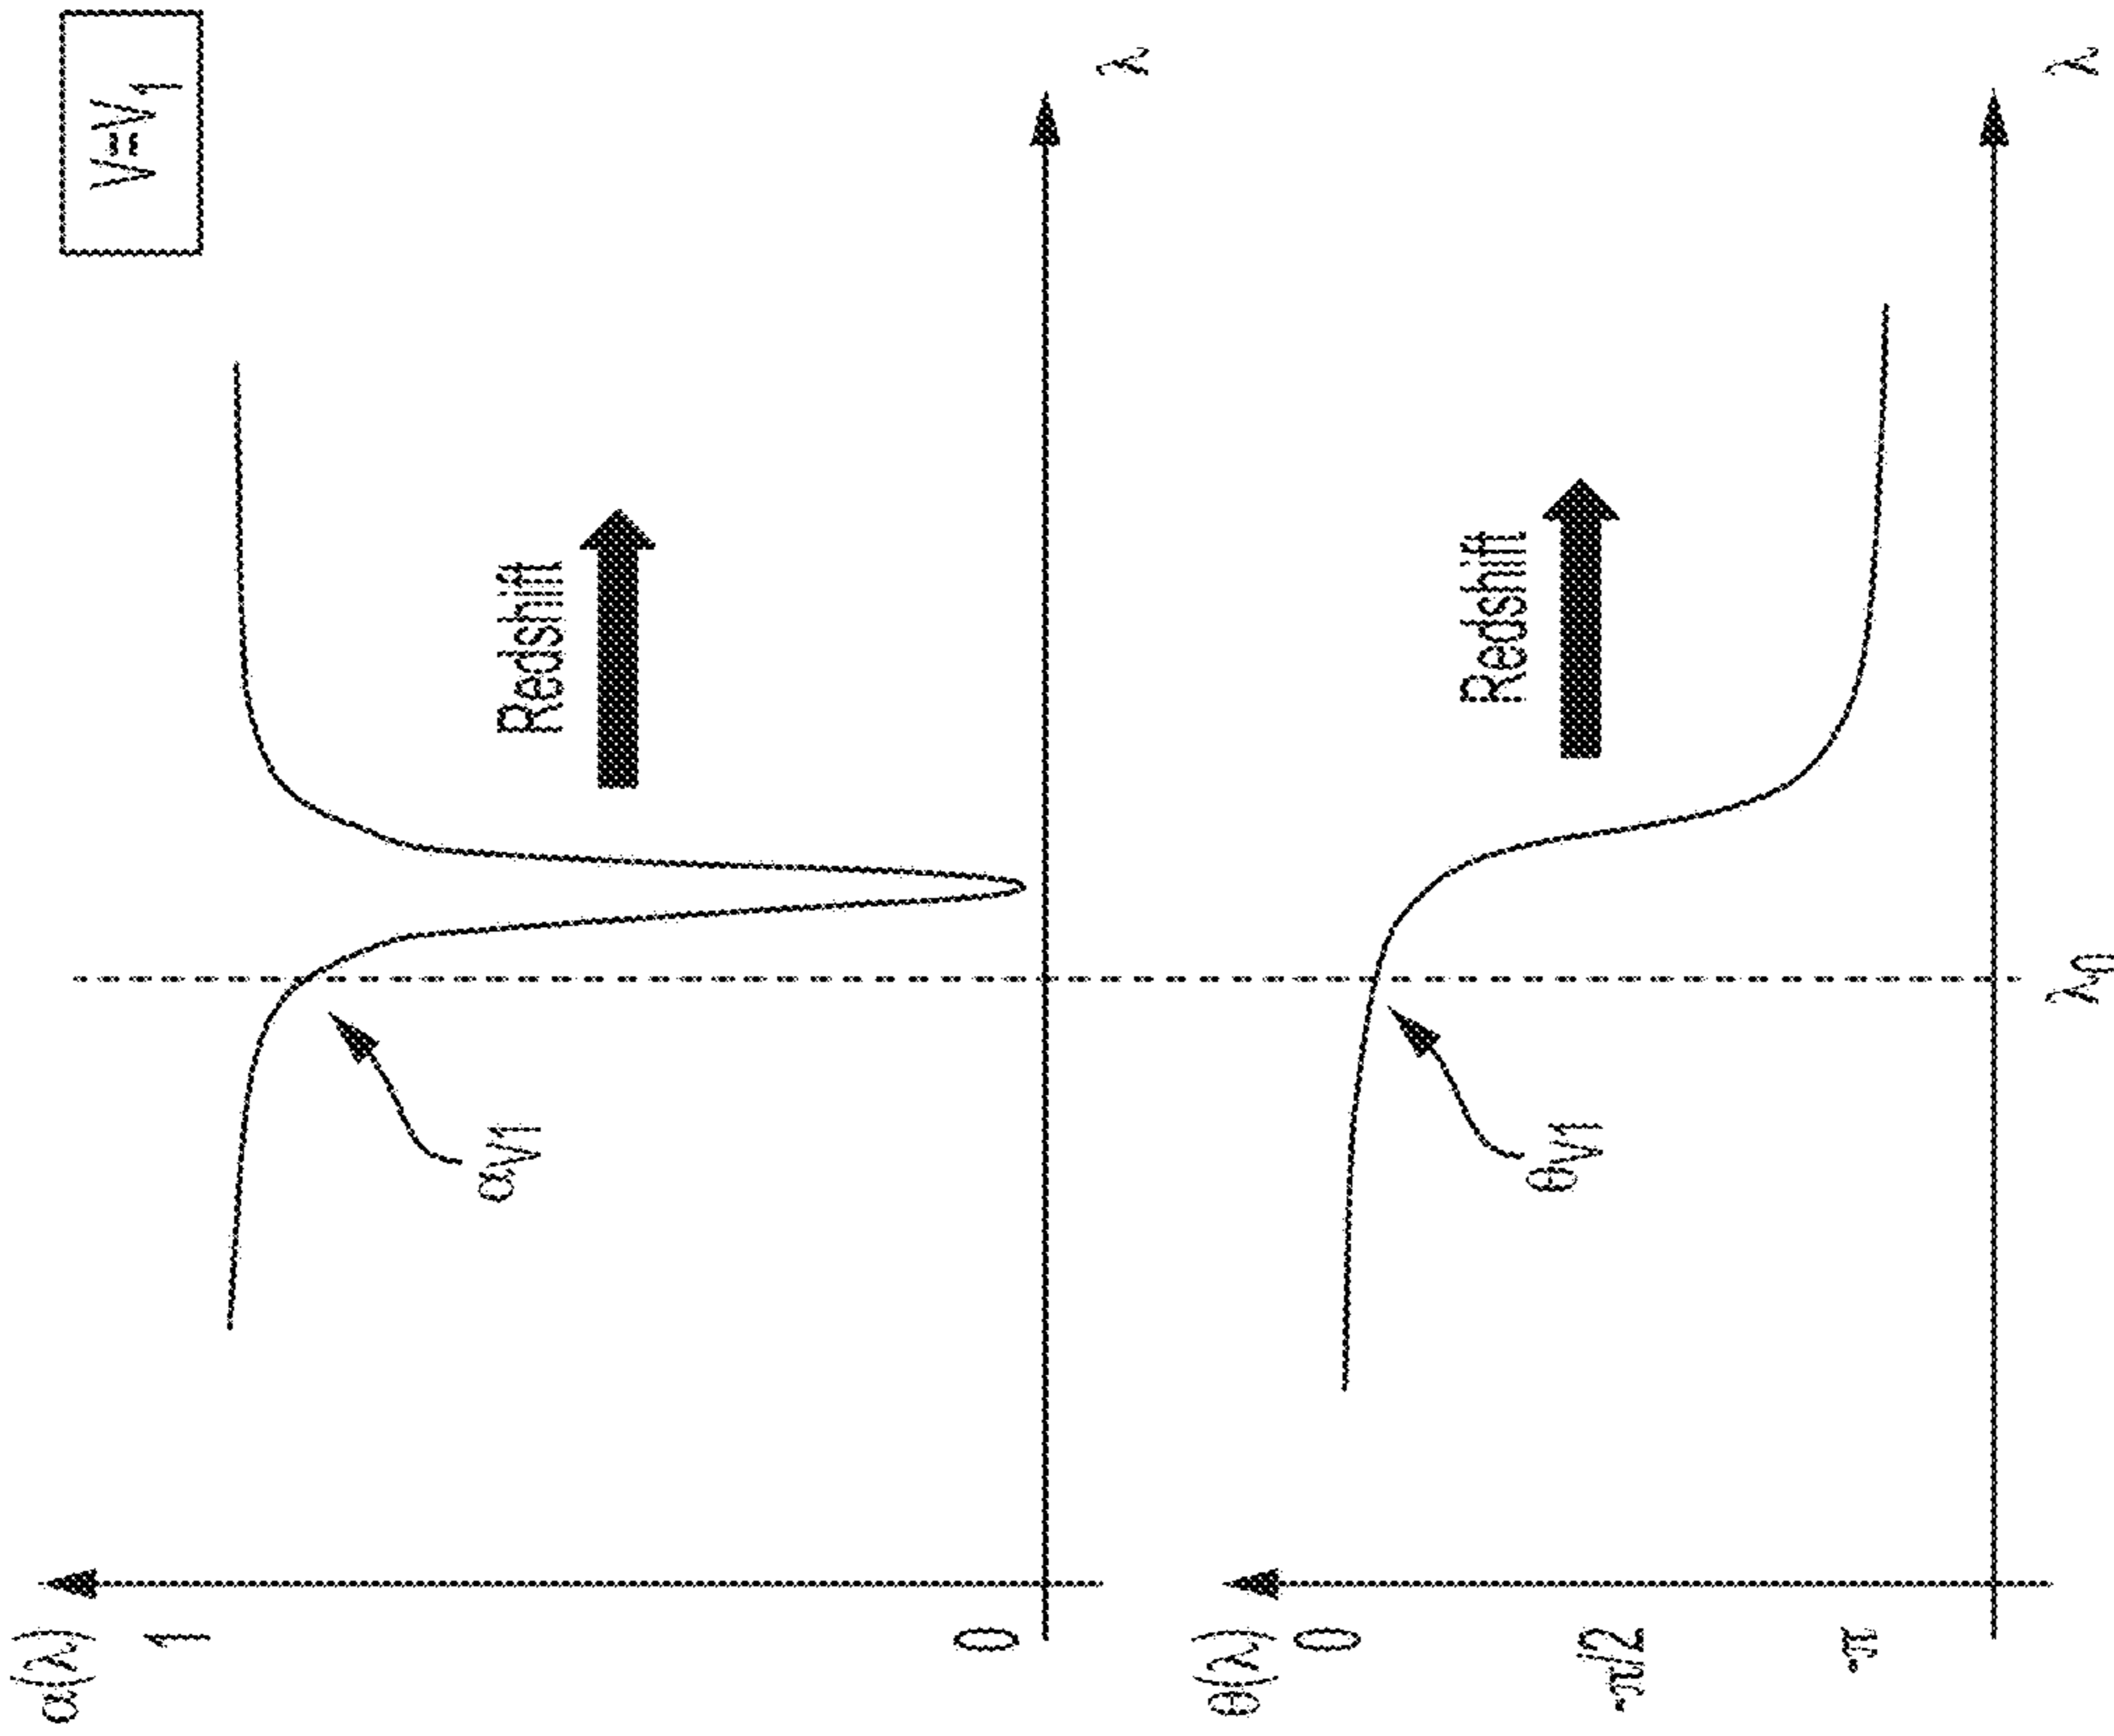 V=V₁
α(λ)
1
0
αV1
Redshift
λ
θ(λ)
0
-π/2
-π
θV1
Redshift
λ0
λ